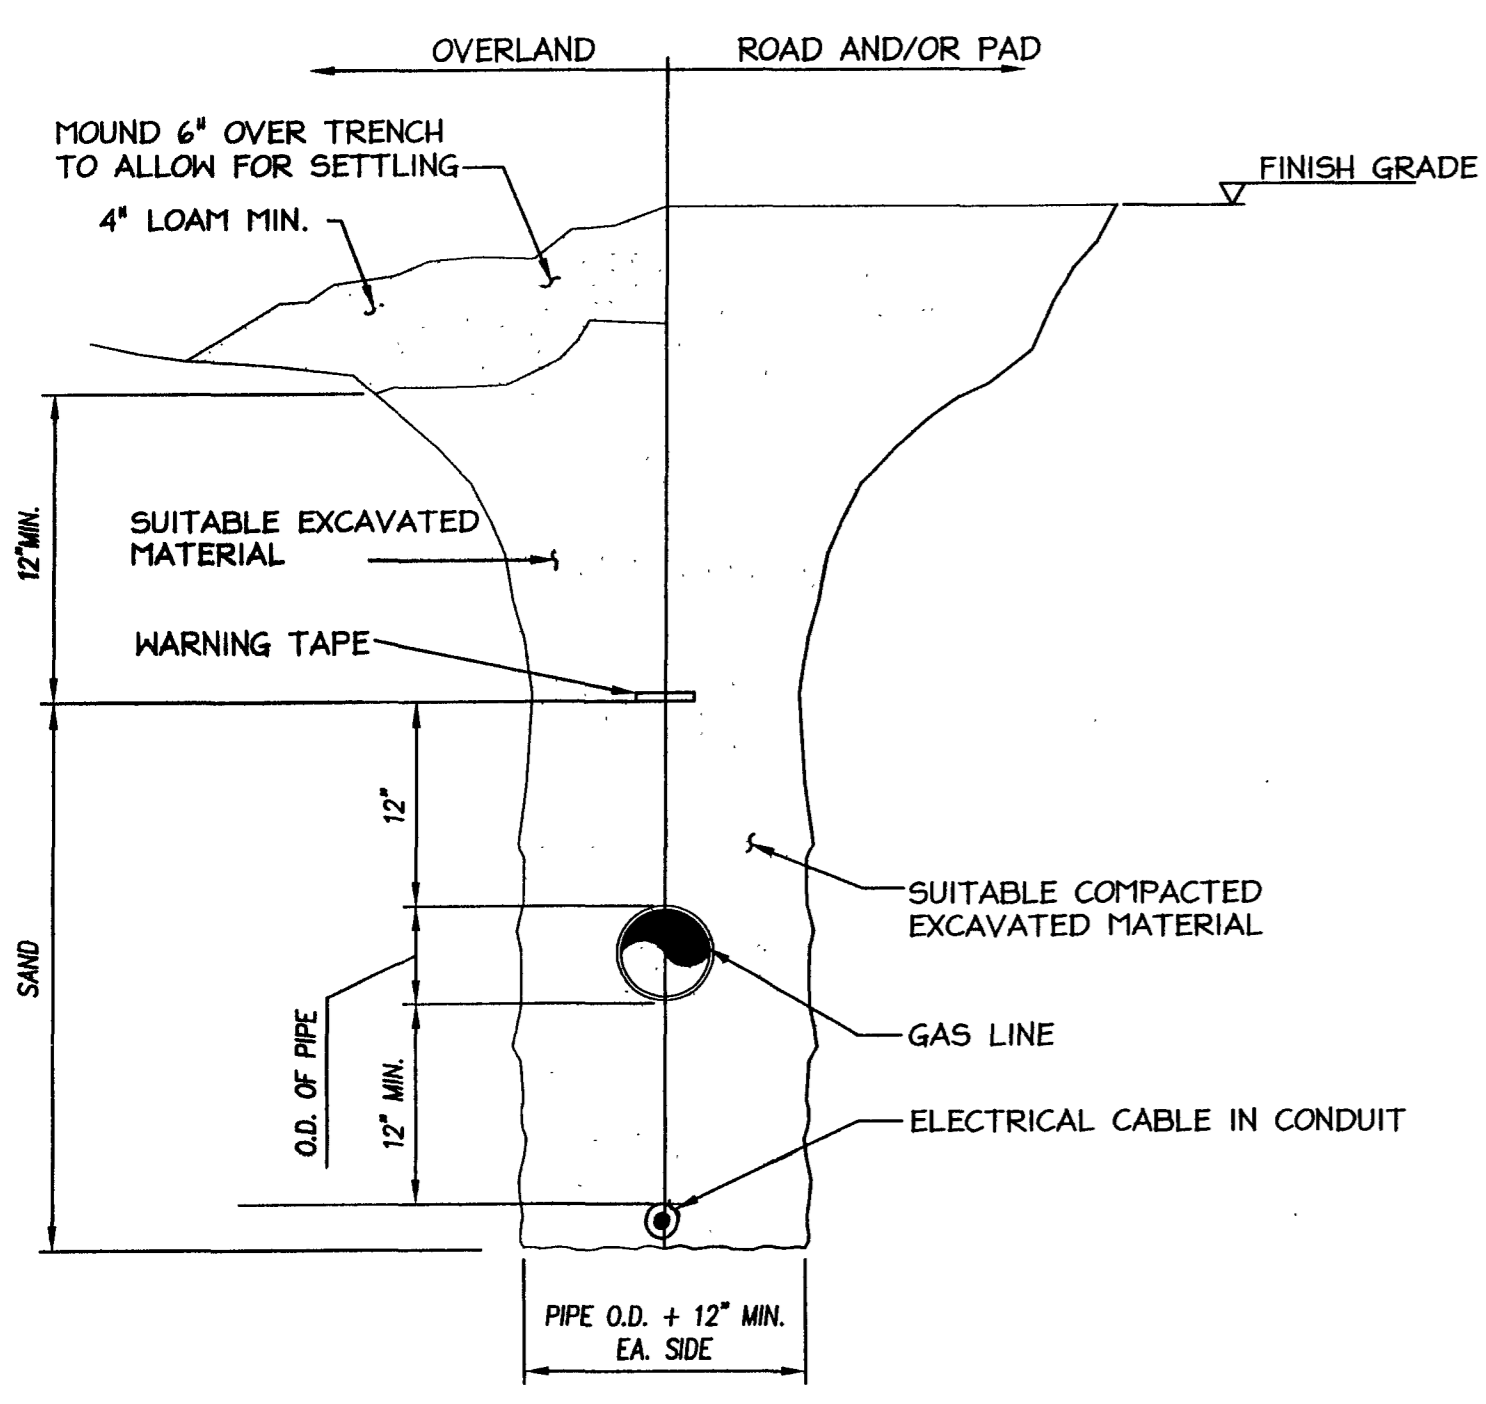 OVERLAND
ROAD AND/OR PAD
MOUND 6" OVER TRENCH
TO ALLOW FOR SETTLING
4" LOAM MIN.
FINISH GRADE
12"MIN.
SUITABLE EXCAVATED
MATERIAL
WARNING TAPE
12"
SAND
SUITABLE COMPACTED
EXCAVATED MATERIAL
O.D. OF PIPE
12" MIN.
GAS LINE
ELECTRICAL CABLE IN CONDUIT
PIPE O.D. + 12" MIN.
EA. SIDE